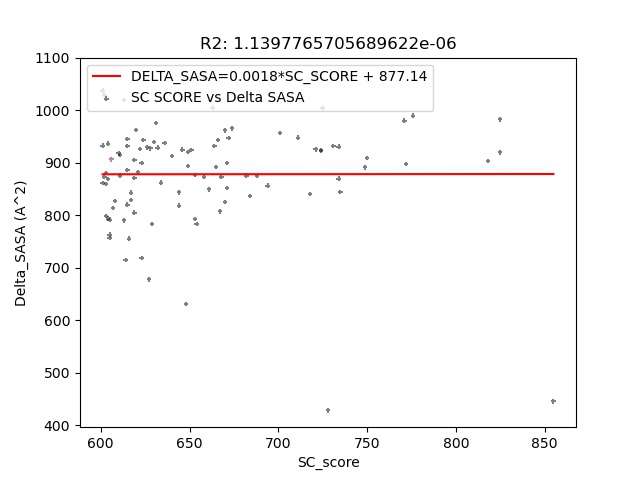 R2: 1.1397765705689622e-06
DELTA_SASA=0.0018*SC_SCORE + 877.14
SC SCORE vs Delta SASA
Delta_SASA (A^2)
1100
1000
900
800
700
600
500
400
600 650 700 750 800 850
SC_score